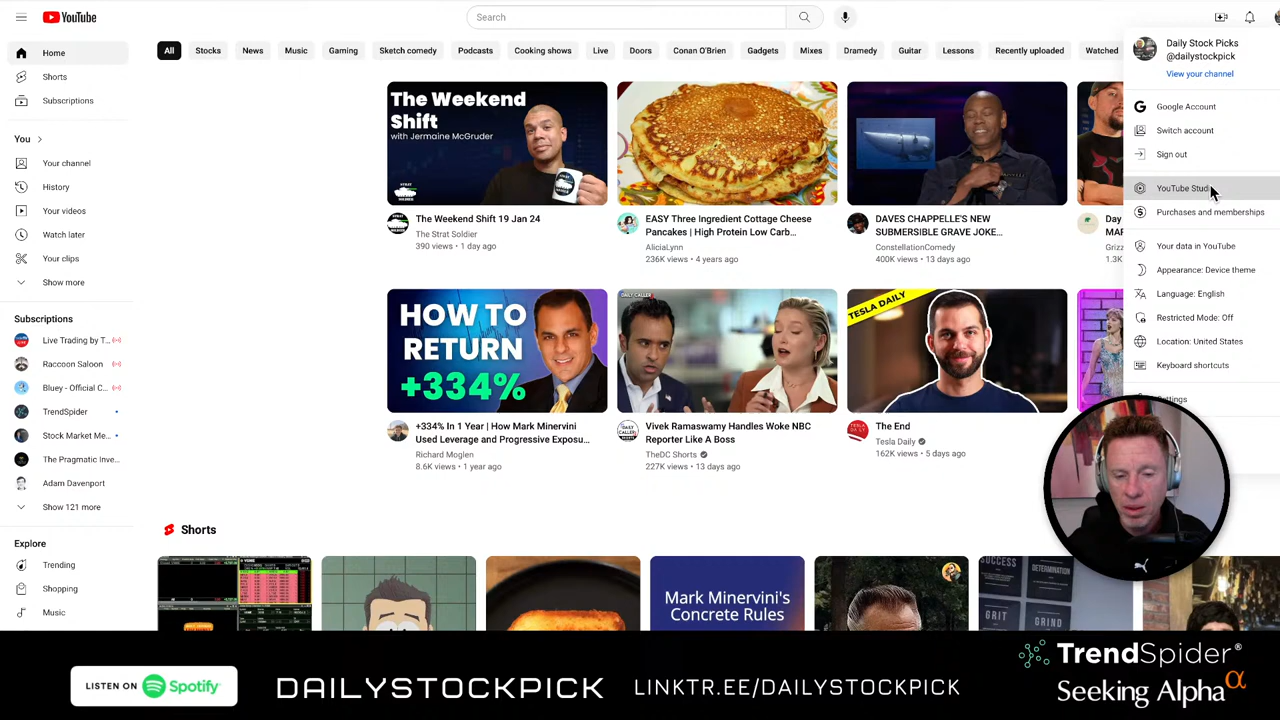 YouTube
Search
Home
Shorts
Subscriptions
You
Your channel
History
Your videos
Watch later
Your clips
Show more
Subscriptions
Live Trading by T...
Raccoon Saloon
Bluey - Official C...
TrendSpider
Stock Market Me...
The Pragmatic Inve...
Adam Davenport
Show 121 more
Explore
Trending
Shopping
Music
All
Stocks
News
Music
Gaming
Sketch comedy
Podcasts
Cooking shows
Live
Doors
Conan O'Brien
Gadgets
Mixes
Dramedy
Guitar
Lessons
Recently uploaded
Watched
The Weekend
Shift
with Jermaine McGruder
The Weekend Shift 19 Jan 24
The Strat Soldier
390 views • 1 day ago
EASY Three Ingredient Cottage Cheese
Pancakes | High Protein Low Carb...
AliciaLynn
236K views • 4 years ago
DAVES CHAPPELLE'S NEW
SUBMERSIBLE GRAVE JOKE...
ConstellationComedy
400K views • 13 days ago
Day
MAR
Grizz
1.3K
HOW TO
RETURN
+334%
+334% In 1 Year | How Mark Minervini
Used Leverage and Progressive Exposu...
Richard Moglen
8.6K views • 1 year ago
DAILY CALLER
Vivek Ramaswamy Handles Woke NBC
Reporter Like A Boss
TheDC Shorts
227K views • 13 days ago
TESLA DAILY
The End
Tesla Daily
162K views • 5 days ago
Shorts
Mark Minervini's
Concrete Rules
SUCCESS
DETERMINATION
GRIT
GRIND
Daily Stock Picks
@dailystockpick
View your channel
Google Account
Switch account
Sign out
YouTube Studi
Purchases and memberships
Your data in YouTube
Appearance: Device theme
Language: English
Restricted Mode: Off
Location: United States
Keyboard shortcuts
Settings
LISTEN ON Spotify
DAILYSTOCKPICK
LINKTR.EE/DAILYSTOCKPICK
TrendSpider®
Seeking Alpha α